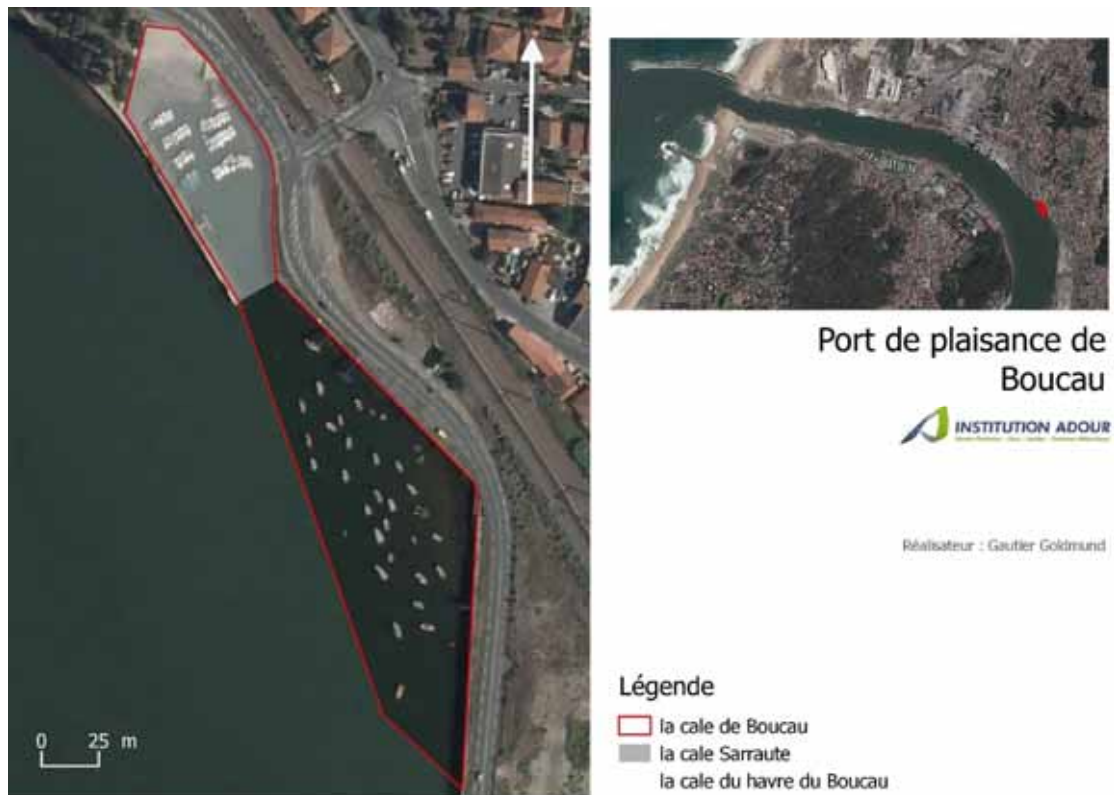 Port de plaisance de
Boucau
INSTITUTION ADOUR
Réalisateur : Gautier Goldmund
Légende
la cale de Boucau
la cale Sarraute
la cale du havre du Boucau
0 25 m